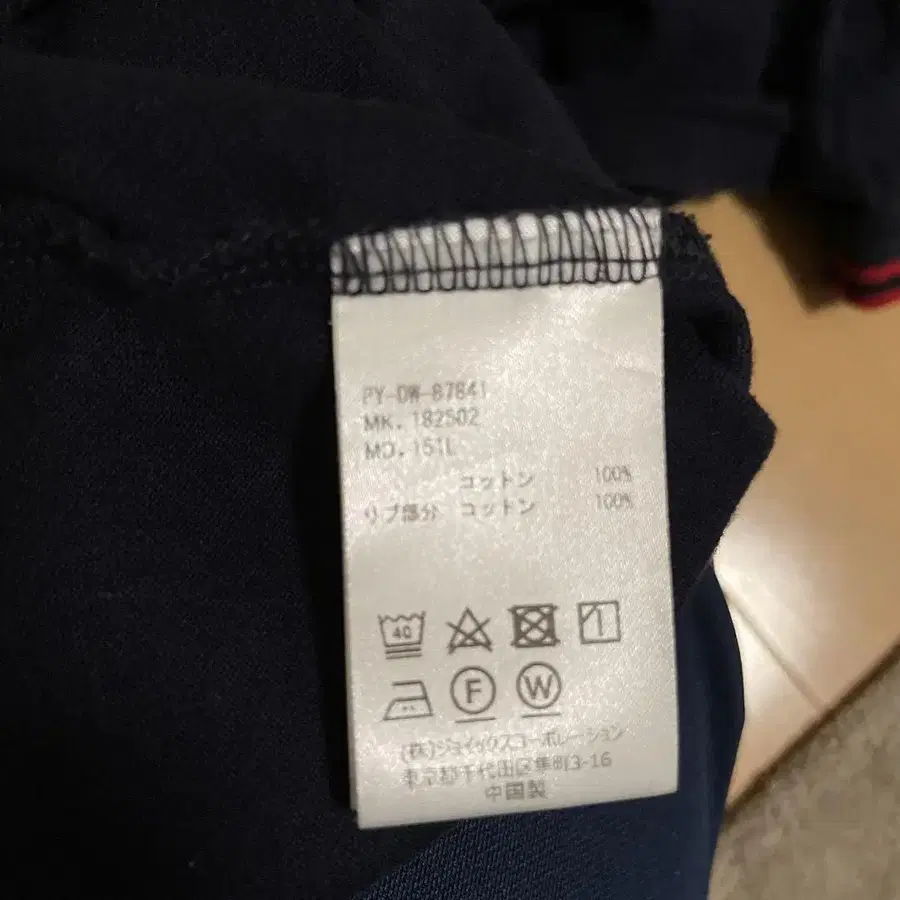 PY-DW-87841
MK. 182502
MO. 151L
コットン 100%
リブ部分 コットン 100%
40
F W
(株)ジョイックスコーポレーション
東京都千代田区隼町3-16
中国製